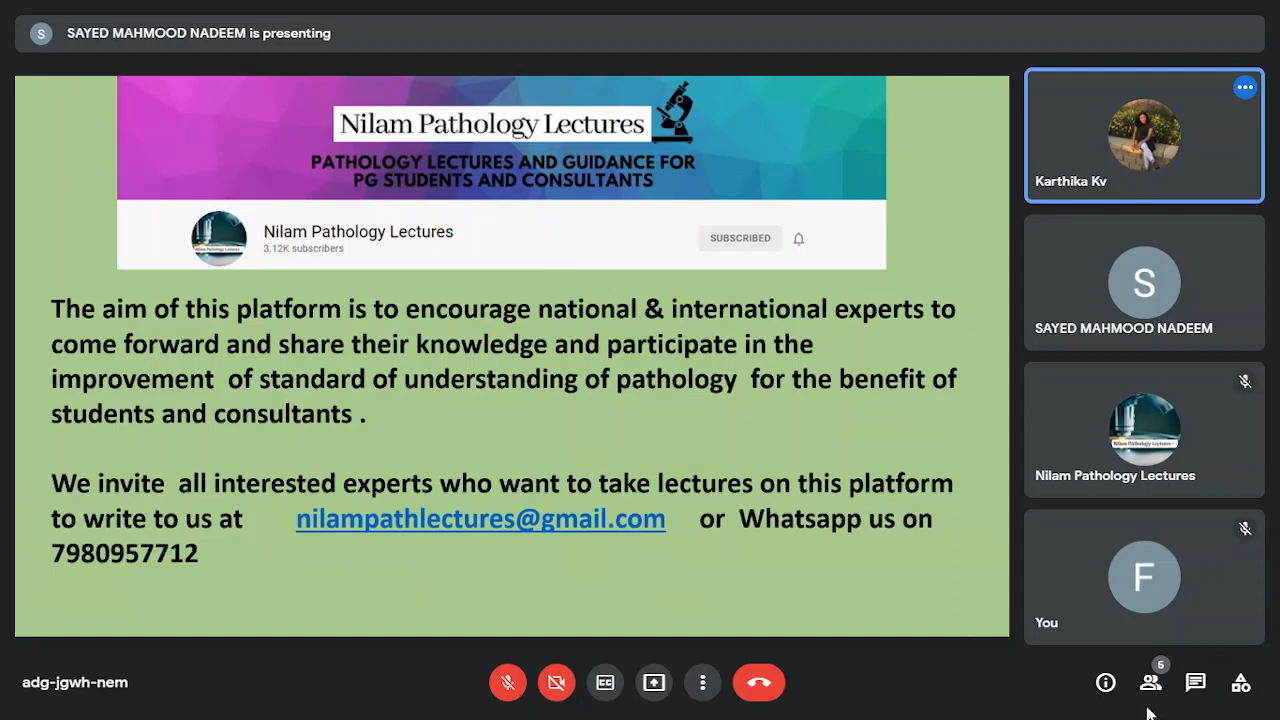 S SAYED MAHMOOD NADEEM is presenting
Nilam Pathology Lectures
PATHOLOGY LECTURES AND GUIDANCE FOR
PG STUDENTS AND CONSULTANTS
Nilam Pathology Lectures
3.12K subscribers
SUBSCRIBED
The aim of this platform is to encourage national & international experts to
come forward and share their knowledge and participate in the
improvement of standard of understanding of pathology for the benefit of
students and consultants .
We invite all interested experts who want to take lectures on this platform
to write to us at nilampathlectures@gmail.com or Whatsapp us on
7980957712
Karthika Kv
S
SAYED MAHMOOD NADEEM
Nilam Pathology Lectures
Nilam Pathology Lectures
F
You
adg-jgwh-nem
CC
5